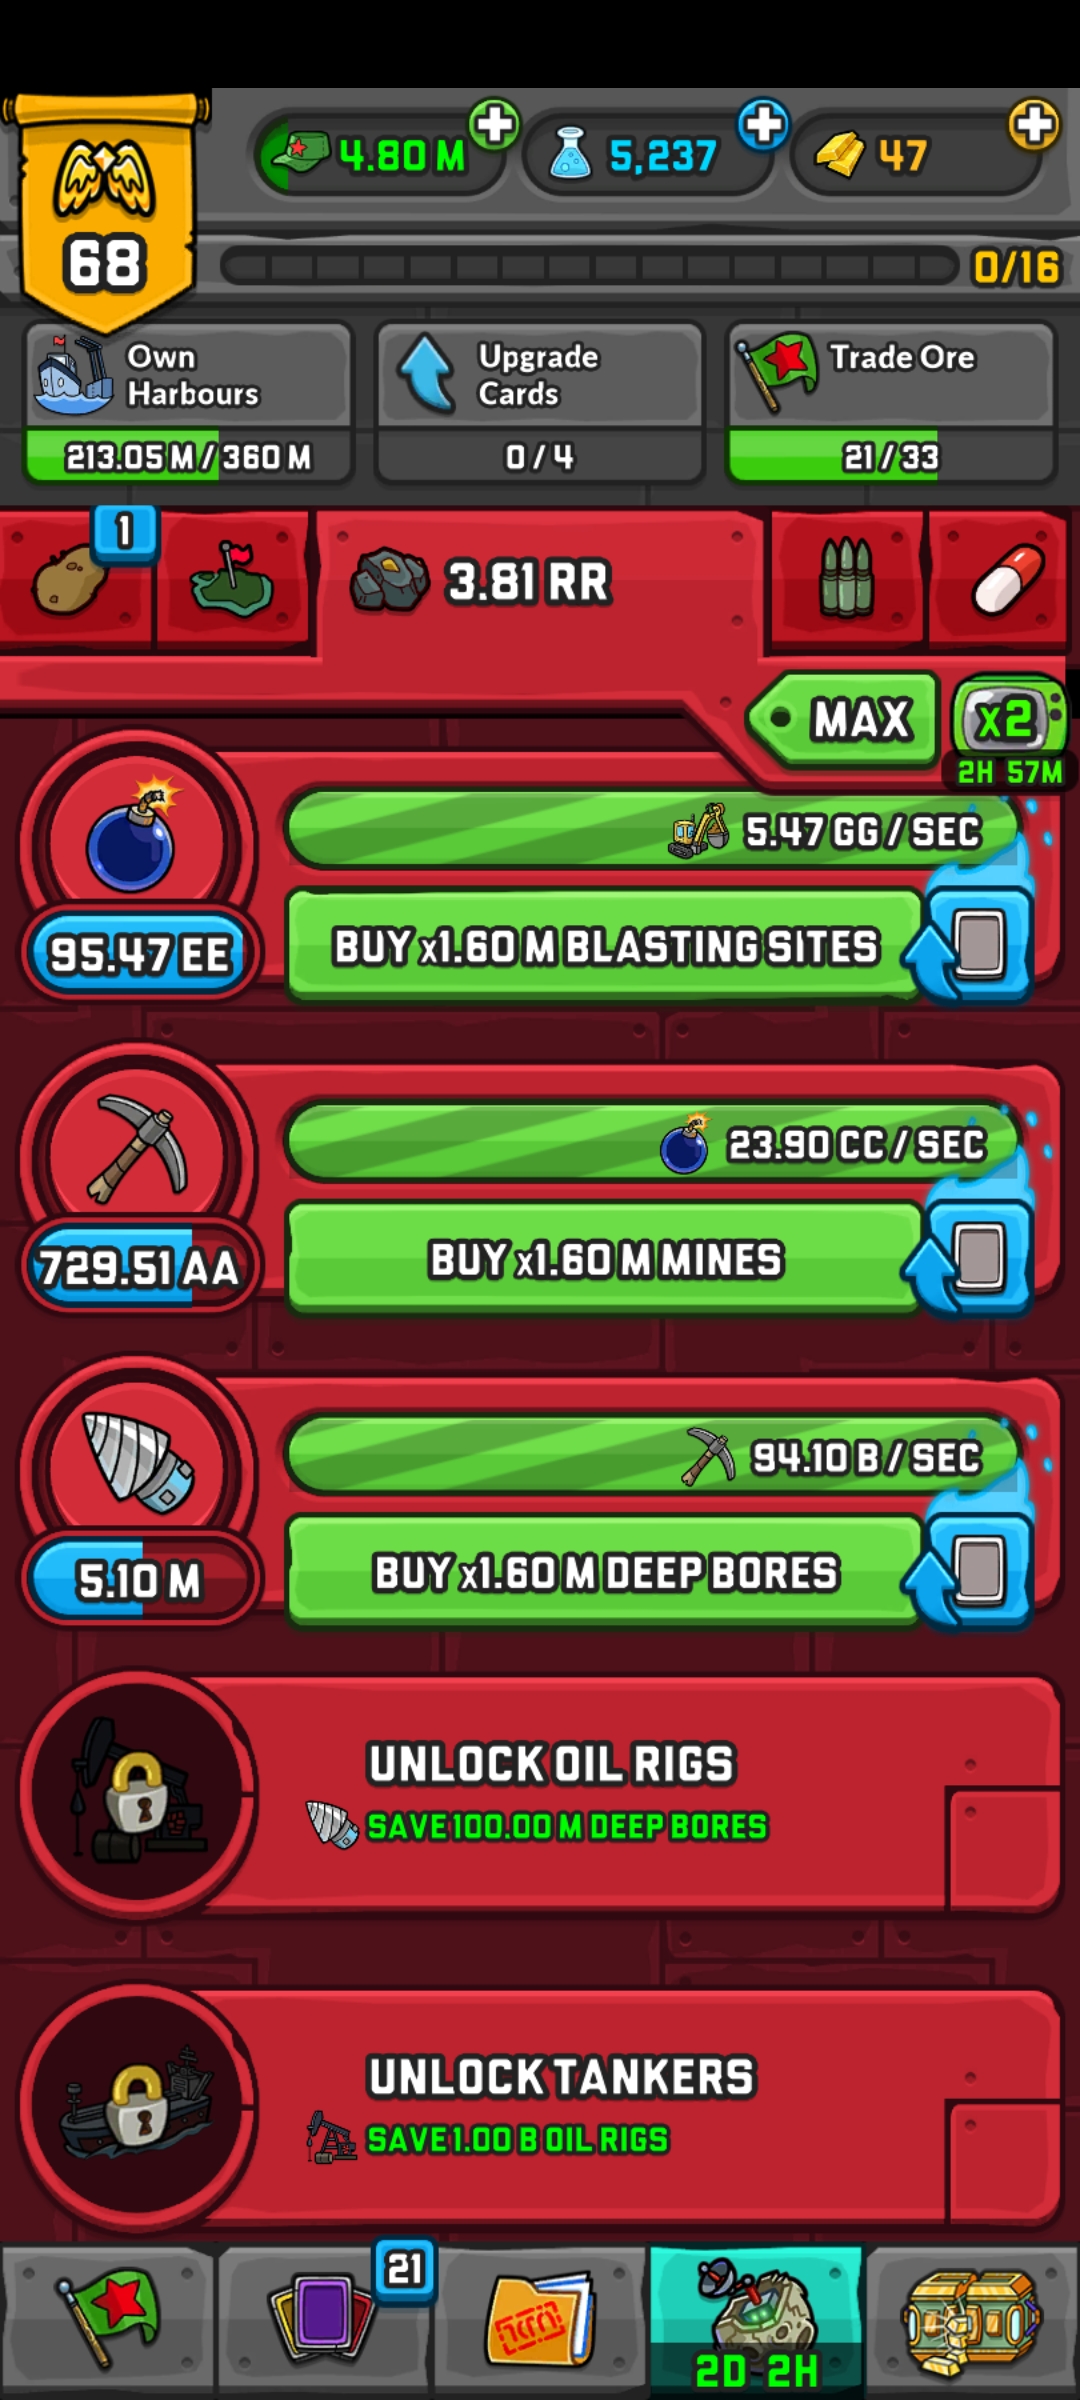 4.80 M
5,237
47
68
0/16
Own
Harbours
213.05 M / 360 M
Upgrade
Cards
0 / 4
Trade Ore
21 / 33
1
3.81 RR
MAX
x2
2H 57M
5.47 GG / SEC
95.47 EE
BUY x1.60 M BLASTING SITES
23.90 CC / SEC
729.51 AA
BUY x1.60 M MINES
94.10 B / SEC
5.10 M
BUY x1.60 M DEEP BORES
UNLOCK OIL RIGS
SAVE 100.00 M DEEP BORES
UNLOCK TANKERS
SAVE 1.00 B OIL RIGS
21
2D 2H